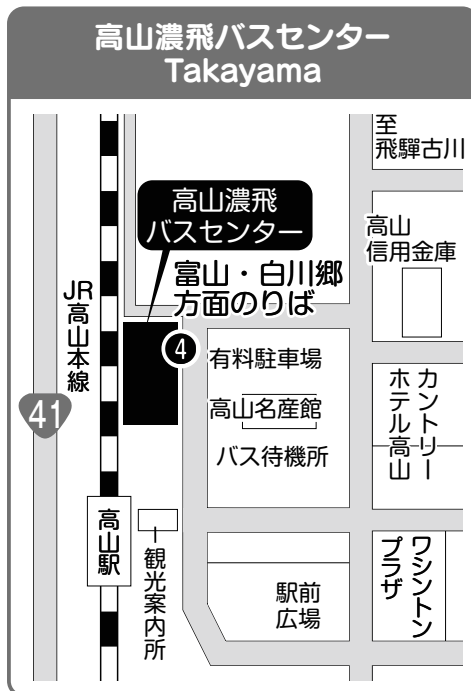 高山濃飛バスセンター
Takayama
至
飛騨古川
高山濃飛
バスセンター
高山
信用金庫
富山・白川郷
方面のりば
JR高山本線
4
有料駐車場
41
高山名産館
カントリー
ホテル高山
バス待機所
高山駅
観光案内所
ワシントン
プラザ
駅前
広場